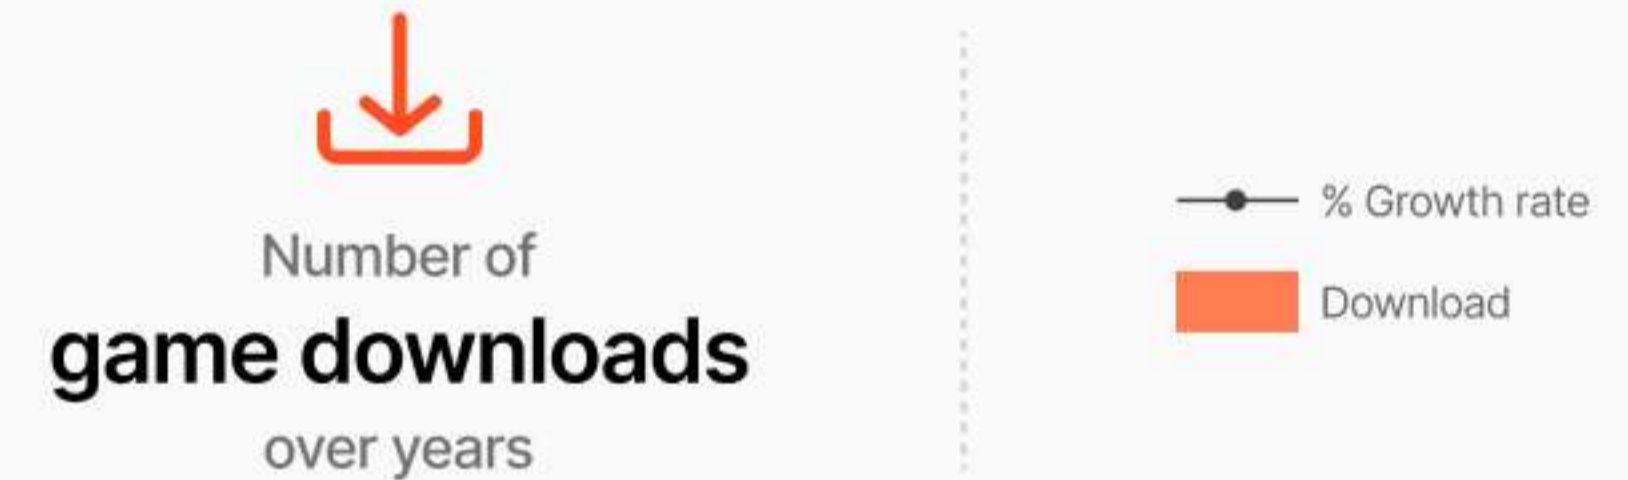 Number of
game downloads
over years
% Growth rate
Download